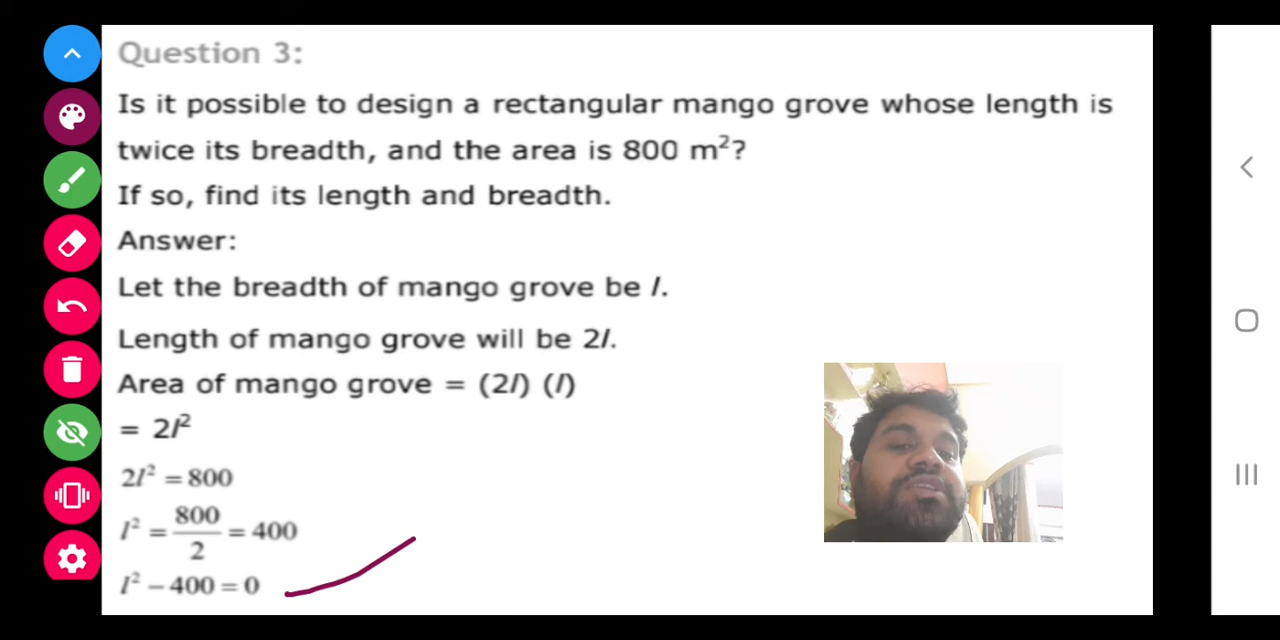 Question 3:
Is it possible to design a rectangular mango grove whose length is
twice its breadth, and the area is 800 m²?
If so, find its length and breadth.
Answer:
Let the breadth of mango grove be l.
Length of mango grove will be 2l.
Area of mango grove = (2l) (l)
= 2l²
2l² = 800
l² = 800/2 = 400
l² − 400 = 0